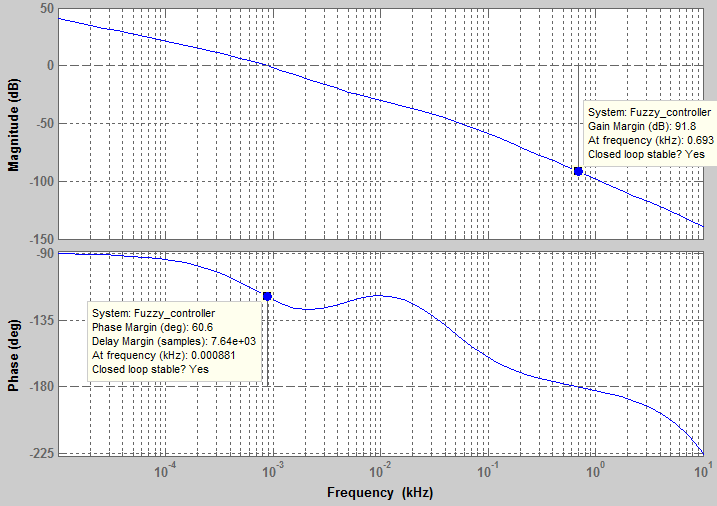 50
0
-50
-100
-150
Magnitude (dB)
System: Fuzzy_controller
Gain Margin (dB): 91.8
At frequency (kHz): 0.693
Closed loop stable? Yes
-90
-135
-180
-225
Phase (deg)
System: Fuzzy_controller
Phase Margin (deg): 60.6
Delay Margin (samples): 7.64e+03
At frequency (kHz): 0.000881
Closed loop stable? Yes
10^-4 10^-3 10^-2 10^-1 10^0 10^1
Frequency (kHz)